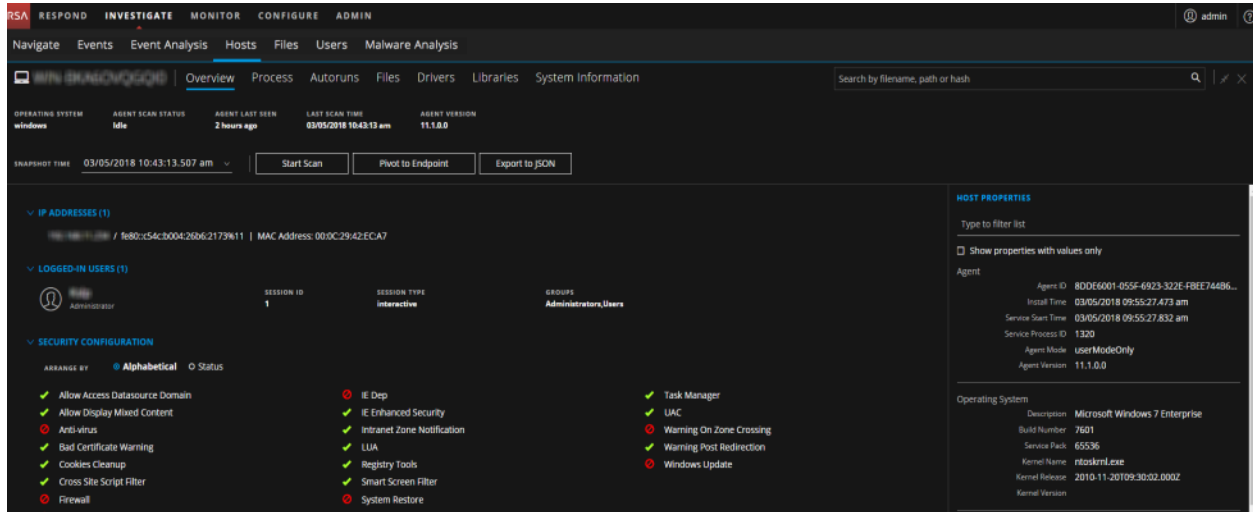 RSA RESPOND INVESTIGATE MONITOR CONFIGURE ADMIN admin
Navigate Events Event Analysis Hosts Files Users Malware Analysis
Overview Process Autoruns Files Drivers Libraries System Information Search by filename, path or hash
OPERATING SYSTEM AGENT SCAN STATUS AGENT LAST SEEN LAST SCAN TIME AGENT VERSION
windows Idle 2 hours ago 03/05/2018 10:43:13 am 11.1.0.0
SNAPSHOT TIME 03/05/2018 10:43:13.507 am Start Scan Pivot to Endpoint Export to JSON
IP ADDRESSES (1)
/ fe80::c54c:b004:26b6:2173%11 | MAC Address: 00:0C:29:42:EC:A7
LOGGED-IN USERS (1)
SESSION ID SESSION TYPE GROUPS
Administrator 1 interactive Administrators,Users
SECURITY CONFIGURATION
ARRANGE BY Alphabetical Status
Allow Access Datasource Domain IE Dep Task Manager
Allow Display Mixed Content IE Enhanced Security UAC
Anti-virus Intranet Zone Notification Warning On Zone Crossing
Bad Certificate Warning LUA Warning Post Redirection
Cookies Cleanup Registry Tools Windows Update
Cross Site Script Filter Smart Screen Filter
Firewall System Restore
HOST PROPERTIES
Type to filter list
Show properties with values only
Agent
Agent ID 8DDE6001-055F-6923-322E-FBEE744B6...
Install Time 03/05/2018 09:55:27.473 am
Service Start Time 03/05/2018 09:55:27.832 am
Service Process ID 1320
Agent Mode userModeOnly
Agent Version 11.1.0.0
Operating System
Description Microsoft Windows 7 Enterprise
Build Number 7601
Service Pack 65536
Kernel Name ntoskrnl.exe
Kernel Release 2010-11-20T09:30:02.000Z
Kernel Version